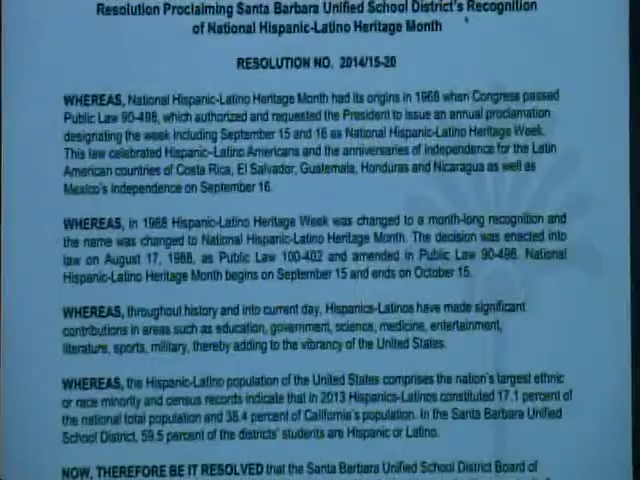 Resolution Proclaiming Santa Barbara Unified School District's Recognition
of National Hispanic-Latino Heritage Month
RESOLUTION NO. 2014/15-20
WHEREAS, National Hispanic-Latino Heritage Month had its origins in 1968 when Congress passed
Public Law 90-498, which authorized and requested the President to issue an annual proclamation
designating the week including September 15 and 16 as National Hispanic-Latino Heritage Week.
This law celebrated Hispanic-Latino Americans and the anniversaries of independence for the Latin
American countries of Costa Rica, El Salvador, Guatemala, Honduras and Nicaragua as well as
Mexico's Independence on September 16.
WHEREAS, in 1988 Hispanic-Latino Heritage Week was changed to a month-long recognition and
the name was changed to National Hispanic-Latino Heritage Month. The decision was enacted into
law on August 17, 1988, as Public Law 100-402 and amended in Public Law 90-498. National
Hispanic-Latino Heritage Month begins on September 15 and ends on October 15.
WHEREAS, throughout history and into current day, Hispanics-Latinos have made significant
contributions in areas such as education, government, science, medicine, entertainment,
literature, sports, military, thereby adding to the vibrancy of the United States.
WHEREAS, the Hispanic-Latino population of the United States comprises the nation's largest ethnic
or race minority and census records indicate that in 2013 Hispanics-Latinos constituted 17.1 percent of
the national total population and 38.4 percent of California's population. In the Santa Barbara Unified
School District, 59.5 percent of the districts' students are Hispanic or Latino.
NOW, THEREFORE BE IT RESOLVED that the Santa Barbara Unified School District Board of